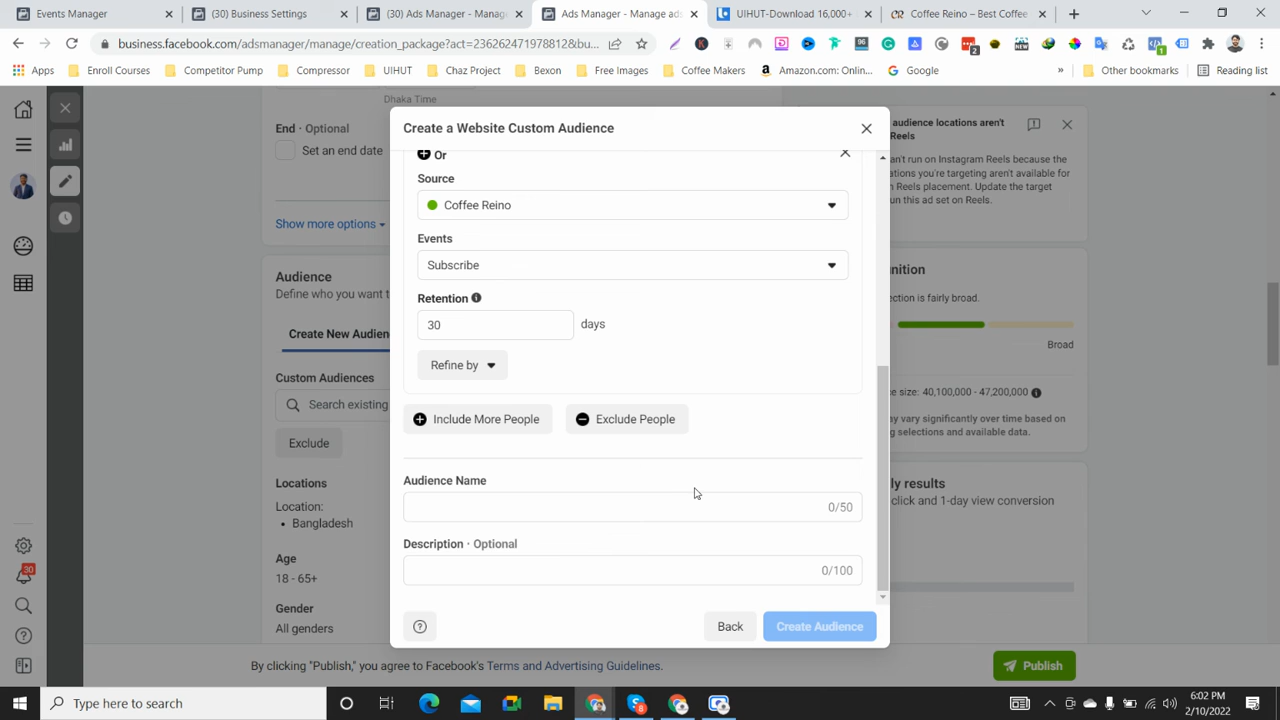 Events Manager
(30) Business Settings
(30) Ads Manager - Manage
Ads Manager - Manage ads
UIHUT-Download 16,000+
Coffee Reino – Best Coffee
business.facebook.com/adsmanager/manage/creation_package?act=236262471978812&bu...
Apps
Enroll Courses
Competitor Pump
Compressor
UIHUT
Chaz Project
Bexon
Free Images
Coffee Makers
Amazon.com: Onlin...
Google
»
Other bookmarks
Reading list
Dhaka Time
End · Optional
Set an end date
Show more options
Audience
Define who you want t
Create New Audien
Custom Audiences
Search existing
Exclude
Locations
Location:
• Bangladesh
Age
18 - 65+
Gender
All genders
Create a Website Custom Audience
Or
Source
Coffee Reino
Events
Subscribe
Retention
30
days
Refine by
Include More People
Exclude People
Audience Name
0/50
Description · Optional
0/100
Back
Create Audience
audience locations aren't
Reels
an't run on Instagram Reels because the
tions you're targeting aren't available for
Reels placement. Update the target
un this ad set on Reels.
nition
ection is fairly broad.
Broad
e size: 40,100,000 - 47,200,000
ay vary significantly over time based on
g selections and available data.
ly results
click and 1-day view conversion
30
By clicking "Publish," you agree to Facebook's Terms and Advertising Guidelines.
Publish
Type here to search
6:02 PM
2/10/2022